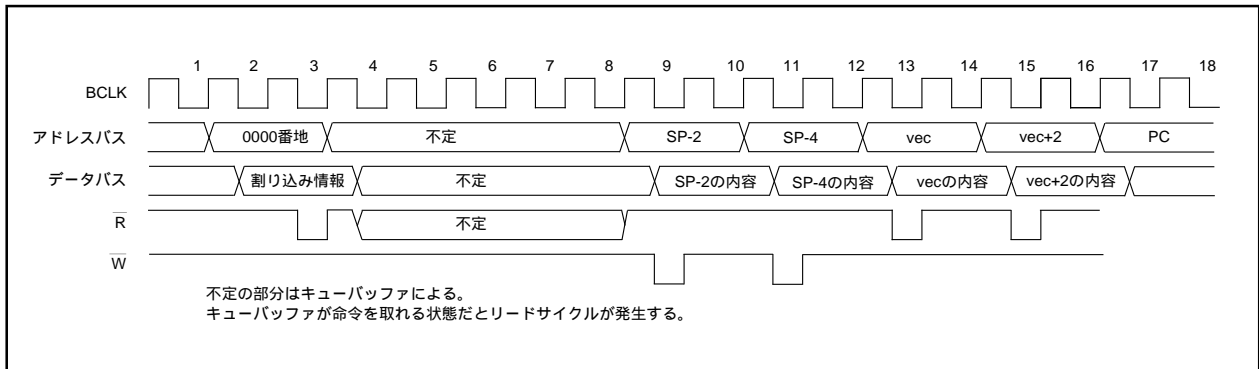 1 2 3 4 5 6 7 8 9 10 11 12 13 14 15 16 17 18
BCLK
アドレスバス 0000番地 不定 SP-2 SP-4 vec vec+2 PC
データバス 割り込み情報 不定 SP-2の内容 SP-4の内容 vecの内容 vec+2の内容
R 不定
W
不定の部分はキューバッファによる。
キューバッファが命令を取れる状態だとリードサイクルが発生する。